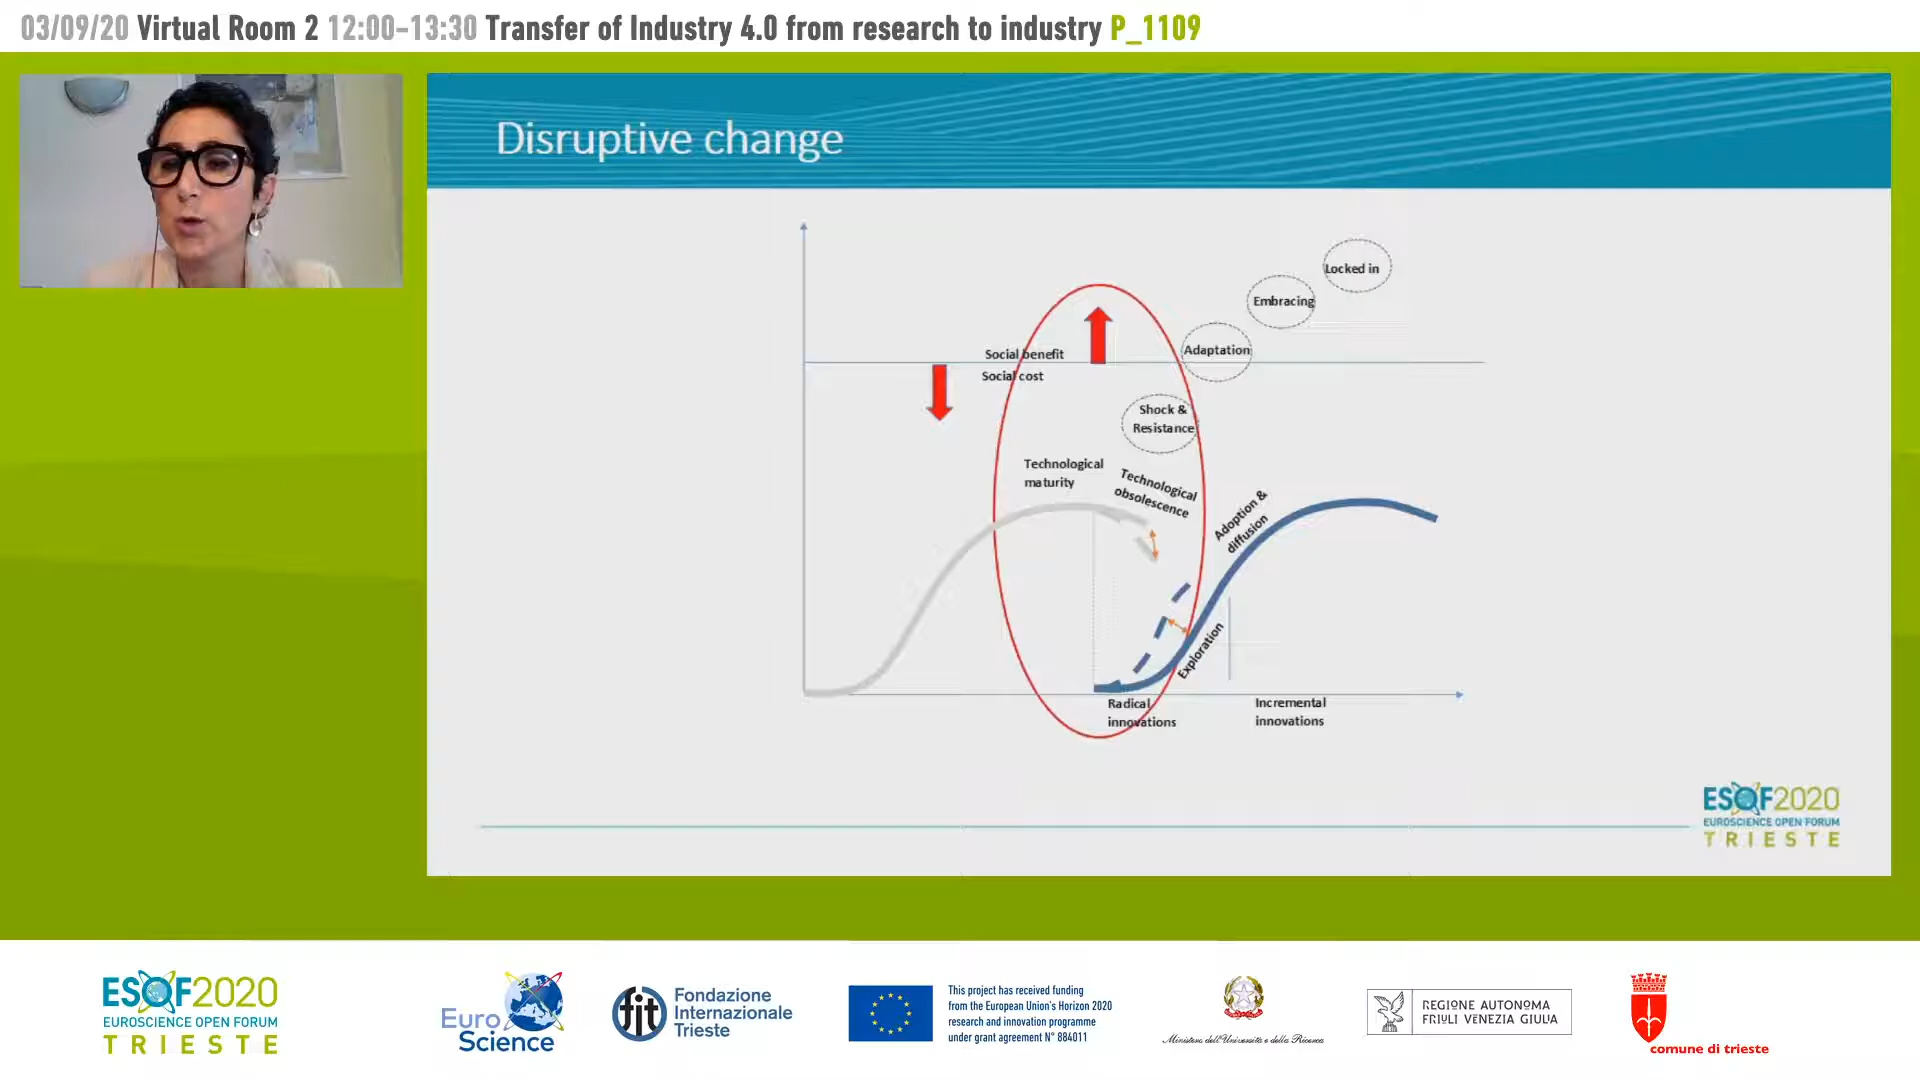 03/09/20 Virtual Room 2 12:00-13:30 Transfer of Industry 4.0 from research to industry P_1109
Disruptive change
Locked in
Embracing
Adaptation
Social benefit
Social cost
Shock &
Resistance
Technological
maturity
Technological
obsolescence
Adoption &
diffusion
Exploration
Radical
innovations
Incremental
innovations
ESOF2020
EUROSCIENCE OPEN FORUM
TRIESTE
ESOF2020
EUROSCIENCE OPEN FORUM
TRIESTE
Euro
Science
fit
Fondazione
Internazionale
Trieste
This project has received funding
from the European Union's Horizon 2020
research and innovation programme
under grant agreement N° 884011
Ministero dell'Università e della Ricerca
REGIONE AUTONOMA
FRIULI VENEZIA GIULIA
comune di trieste